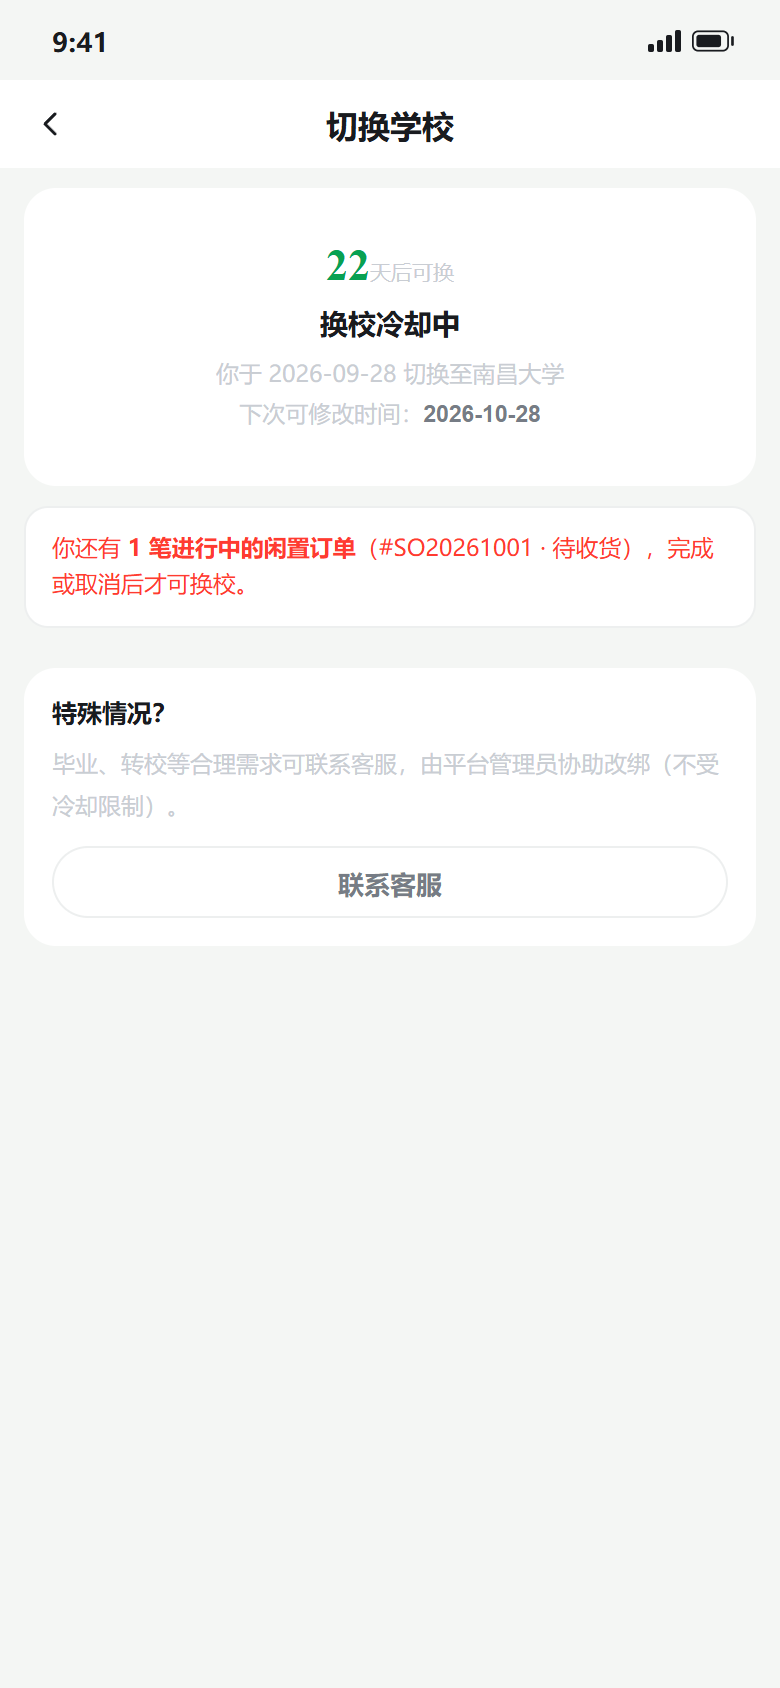 9:41
切换学校
22天后可换
换校冷却中
你于 2026-09-28 切换至南昌大学
下次可修改时间：2026-10-28
你还有 1 笔进行中的闲置订单（#SO20261001 · 待收货），完成
或取消后才可换校。
特殊情况？
毕业、转校等合理需求可联系客服，由平台管理员协助改绑（不受
冷却限制）。
联系客服